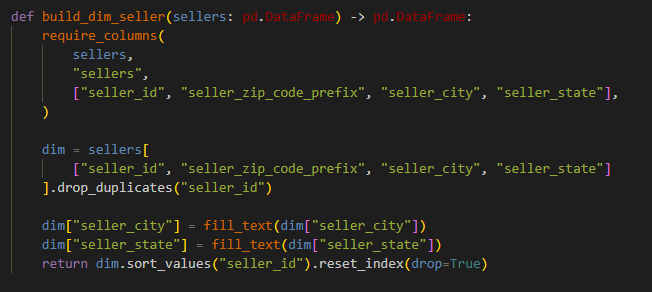 def build_dim_seller(sellers: pd.DataFrame) -> pd.DataFrame:
    require_columns(
        sellers,
        "sellers",
        ["seller_id", "seller_zip_code_prefix", "seller_city", "seller_state"],
    )

    dim = sellers[
        ["seller_id", "seller_zip_code_prefix", "seller_city", "seller_state"]
    ].drop_duplicates("seller_id")

    dim["seller_city"] = fill_text(dim["seller_city"])
    dim["seller_state"] = fill_text(dim["seller_state"])
    return dim.sort_values("seller_id").reset_index(drop=True)